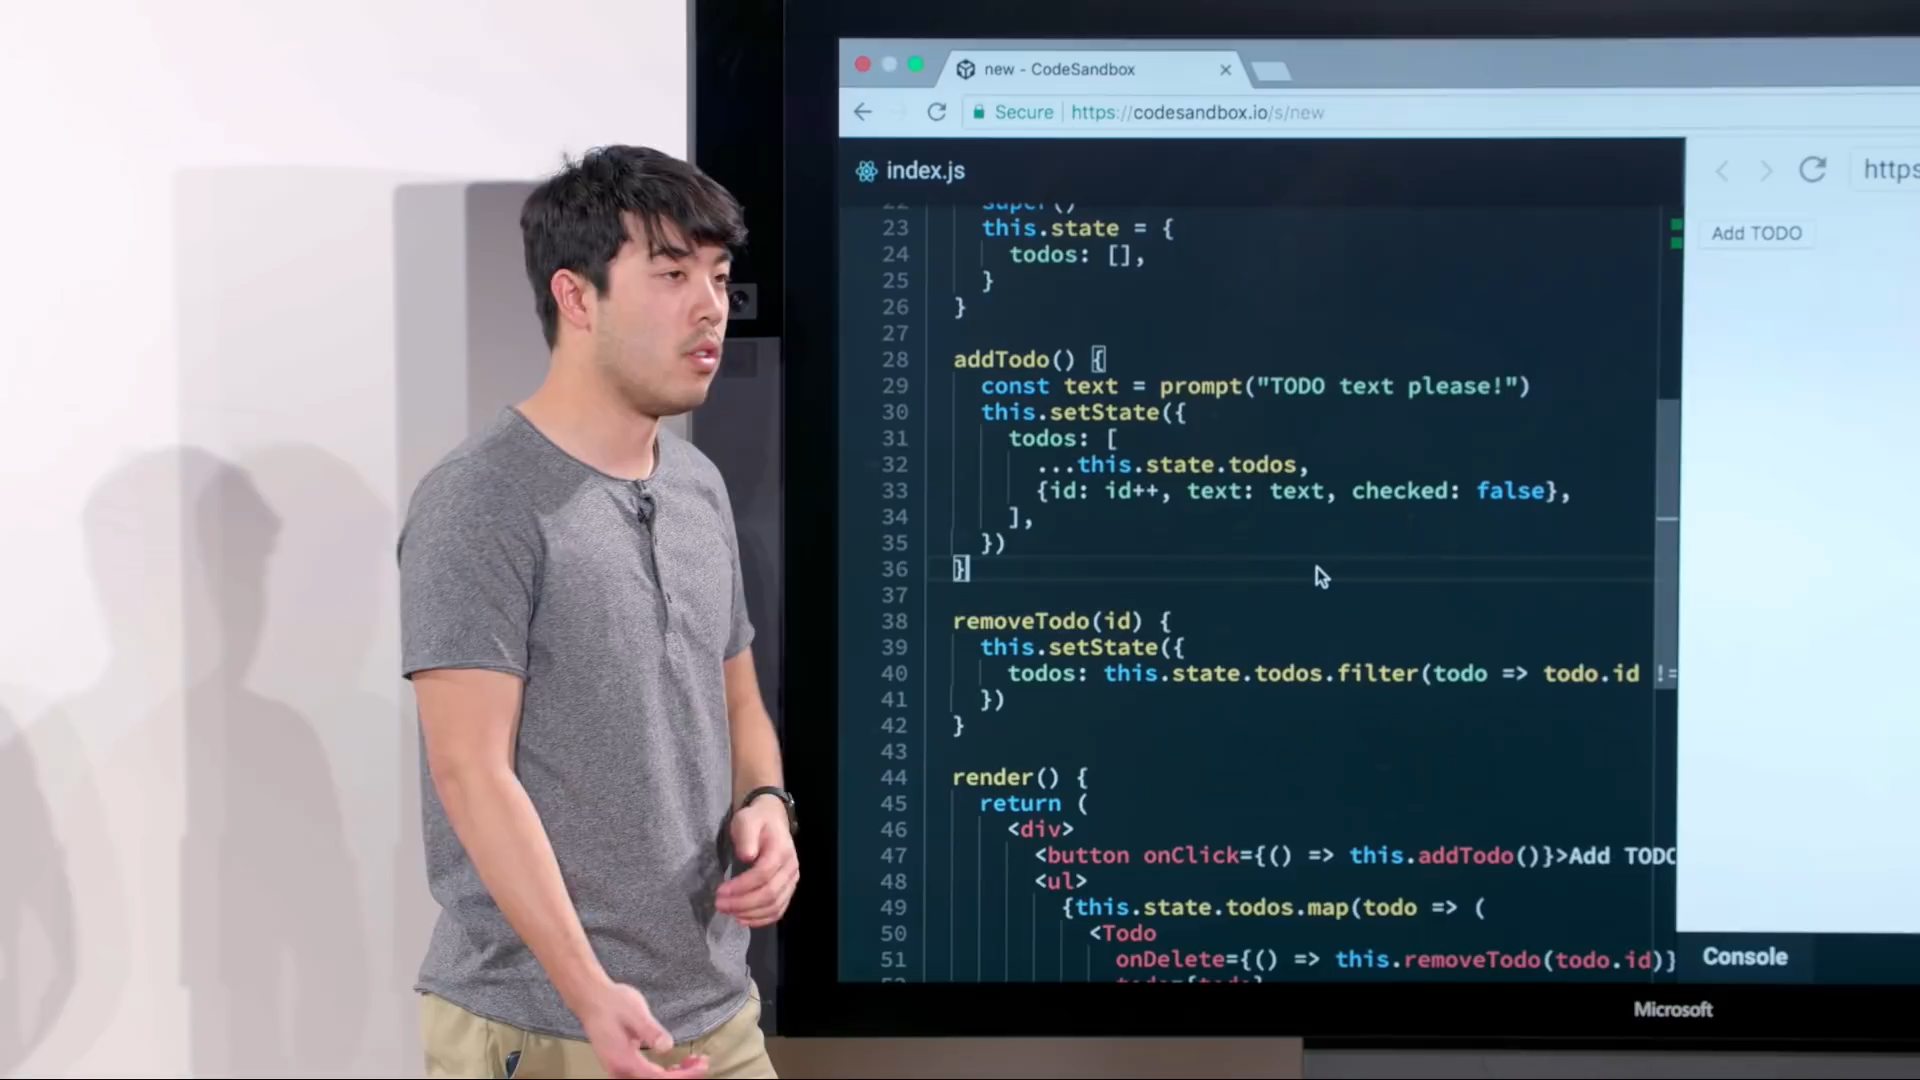 new - CodeSandbox
Secure https://codesandbox.io/s/new
index.js
https
Add TODO
22 super()
23 this.state = {
24 todos: [],
25 }
26 }
27
28 addTodo() {
29 const text = prompt("TODO text please!")
30 this.setState({
31 todos: [
32 ...this.state.todos,
33 {id: id++, text: text, checked: false},
34 ],
35 })
36 }
37
38 removeTodo(id) {
39 this.setState({
40 todos: this.state.todos.filter(todo => todo.id !=
41 })
42 }
43
44 render() {
45 return (
46 <div>
47 <button onClick={() => this.addTodo()}>Add TODO
48 <ul>
49 {this.state.todos.map(todo => (
50 <Todo
51 onDelete={() => this.removeTodo(todo.id)}
Console
Microsoft